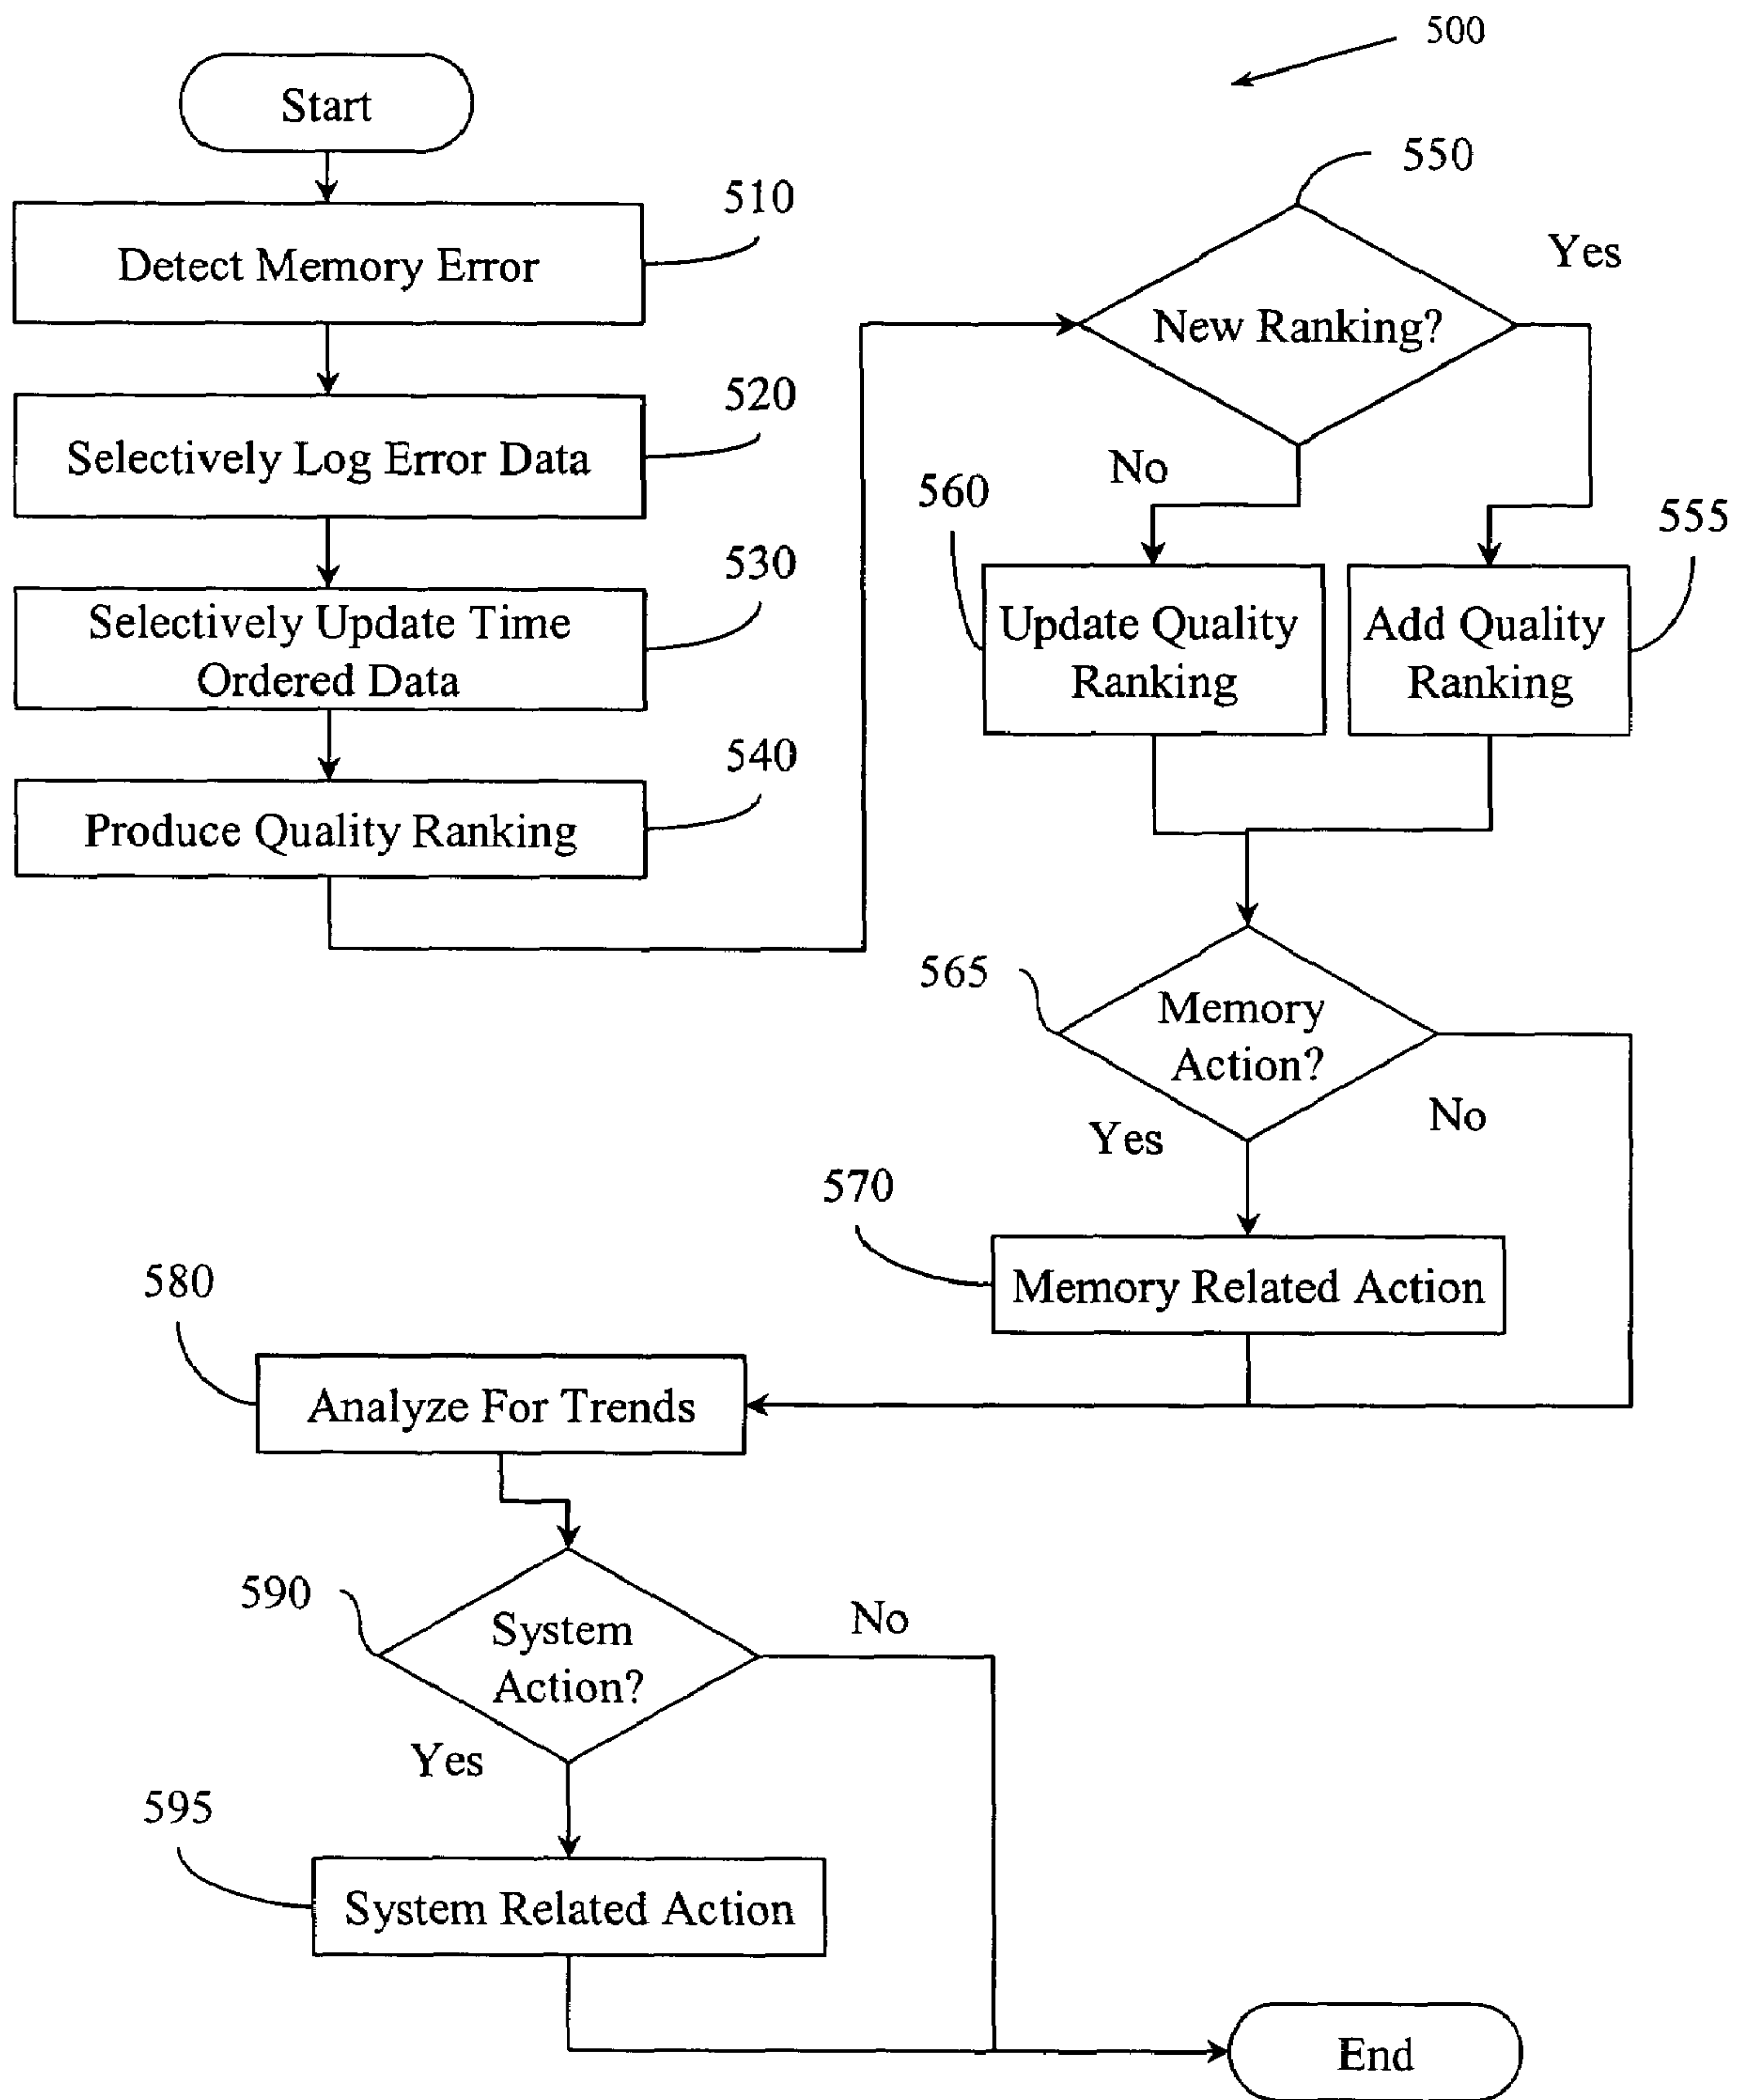 500
Start
510
Detect Memory Error
520
Selectively Log Error Data
530
Selectively Update Time
Ordered Data
540
Produce Quality Ranking
550
New Ranking?
Yes
No
560
Update Quality
Ranking
555
Add Quality
Ranking
565
Memory
Action?
Yes
No
570
Memory Related Action
580
Analyze For Trends
590
System
Action?
No
Yes
595
System Related Action
End